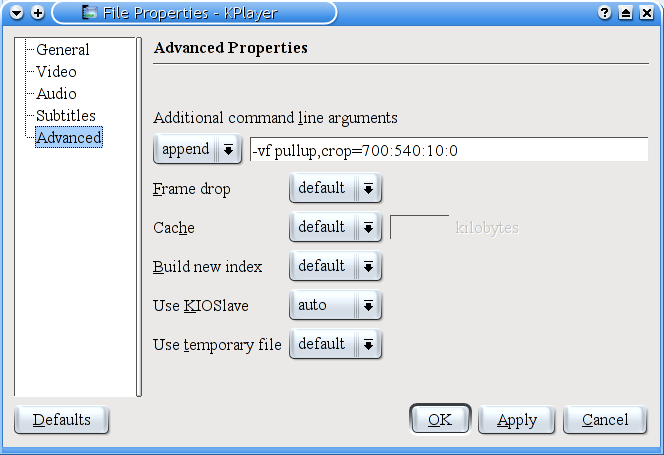 File Properties - KPlayer
General
Video
Audio
Subtitles
Advanced
Advanced Properties
Additional command line arguments
append -vf pullup,crop=700:540:10:0
Frame drop default
Cache default kilobytes
Build new index default
Use KIOSlave auto
Use temporary file default
Defaults OK Apply Cancel